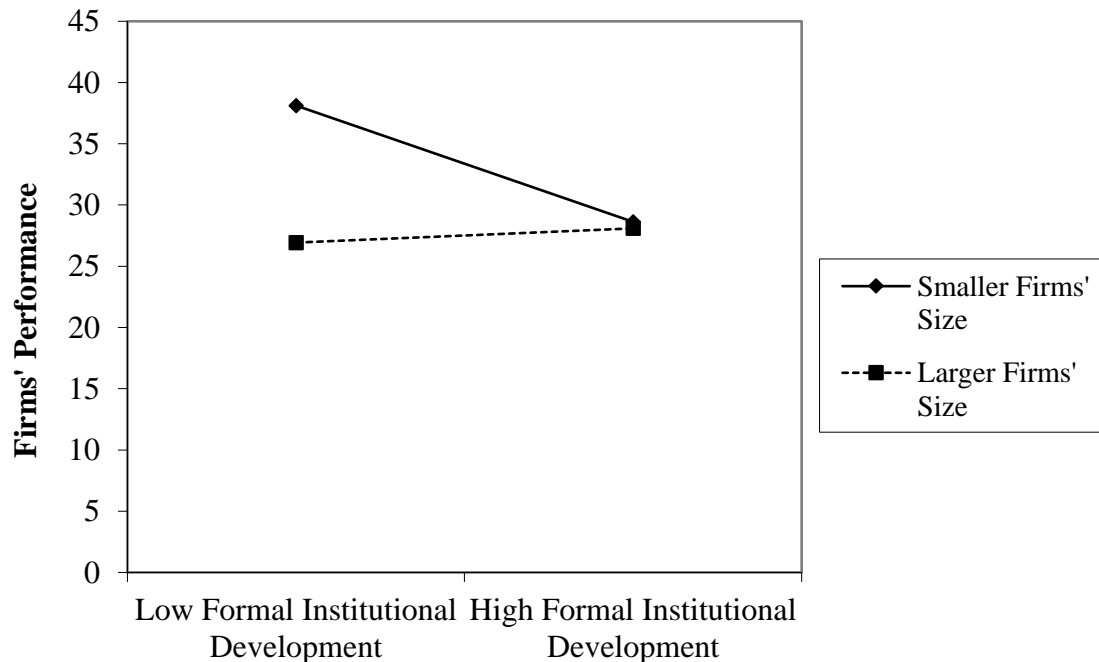 45
40
35
30
25
20
15
10
5
0
Firms' Performance
Low Formal Institutional
Development
High Formal Institutional
Development
Smaller Firms'
Size
Larger Firms'
Size